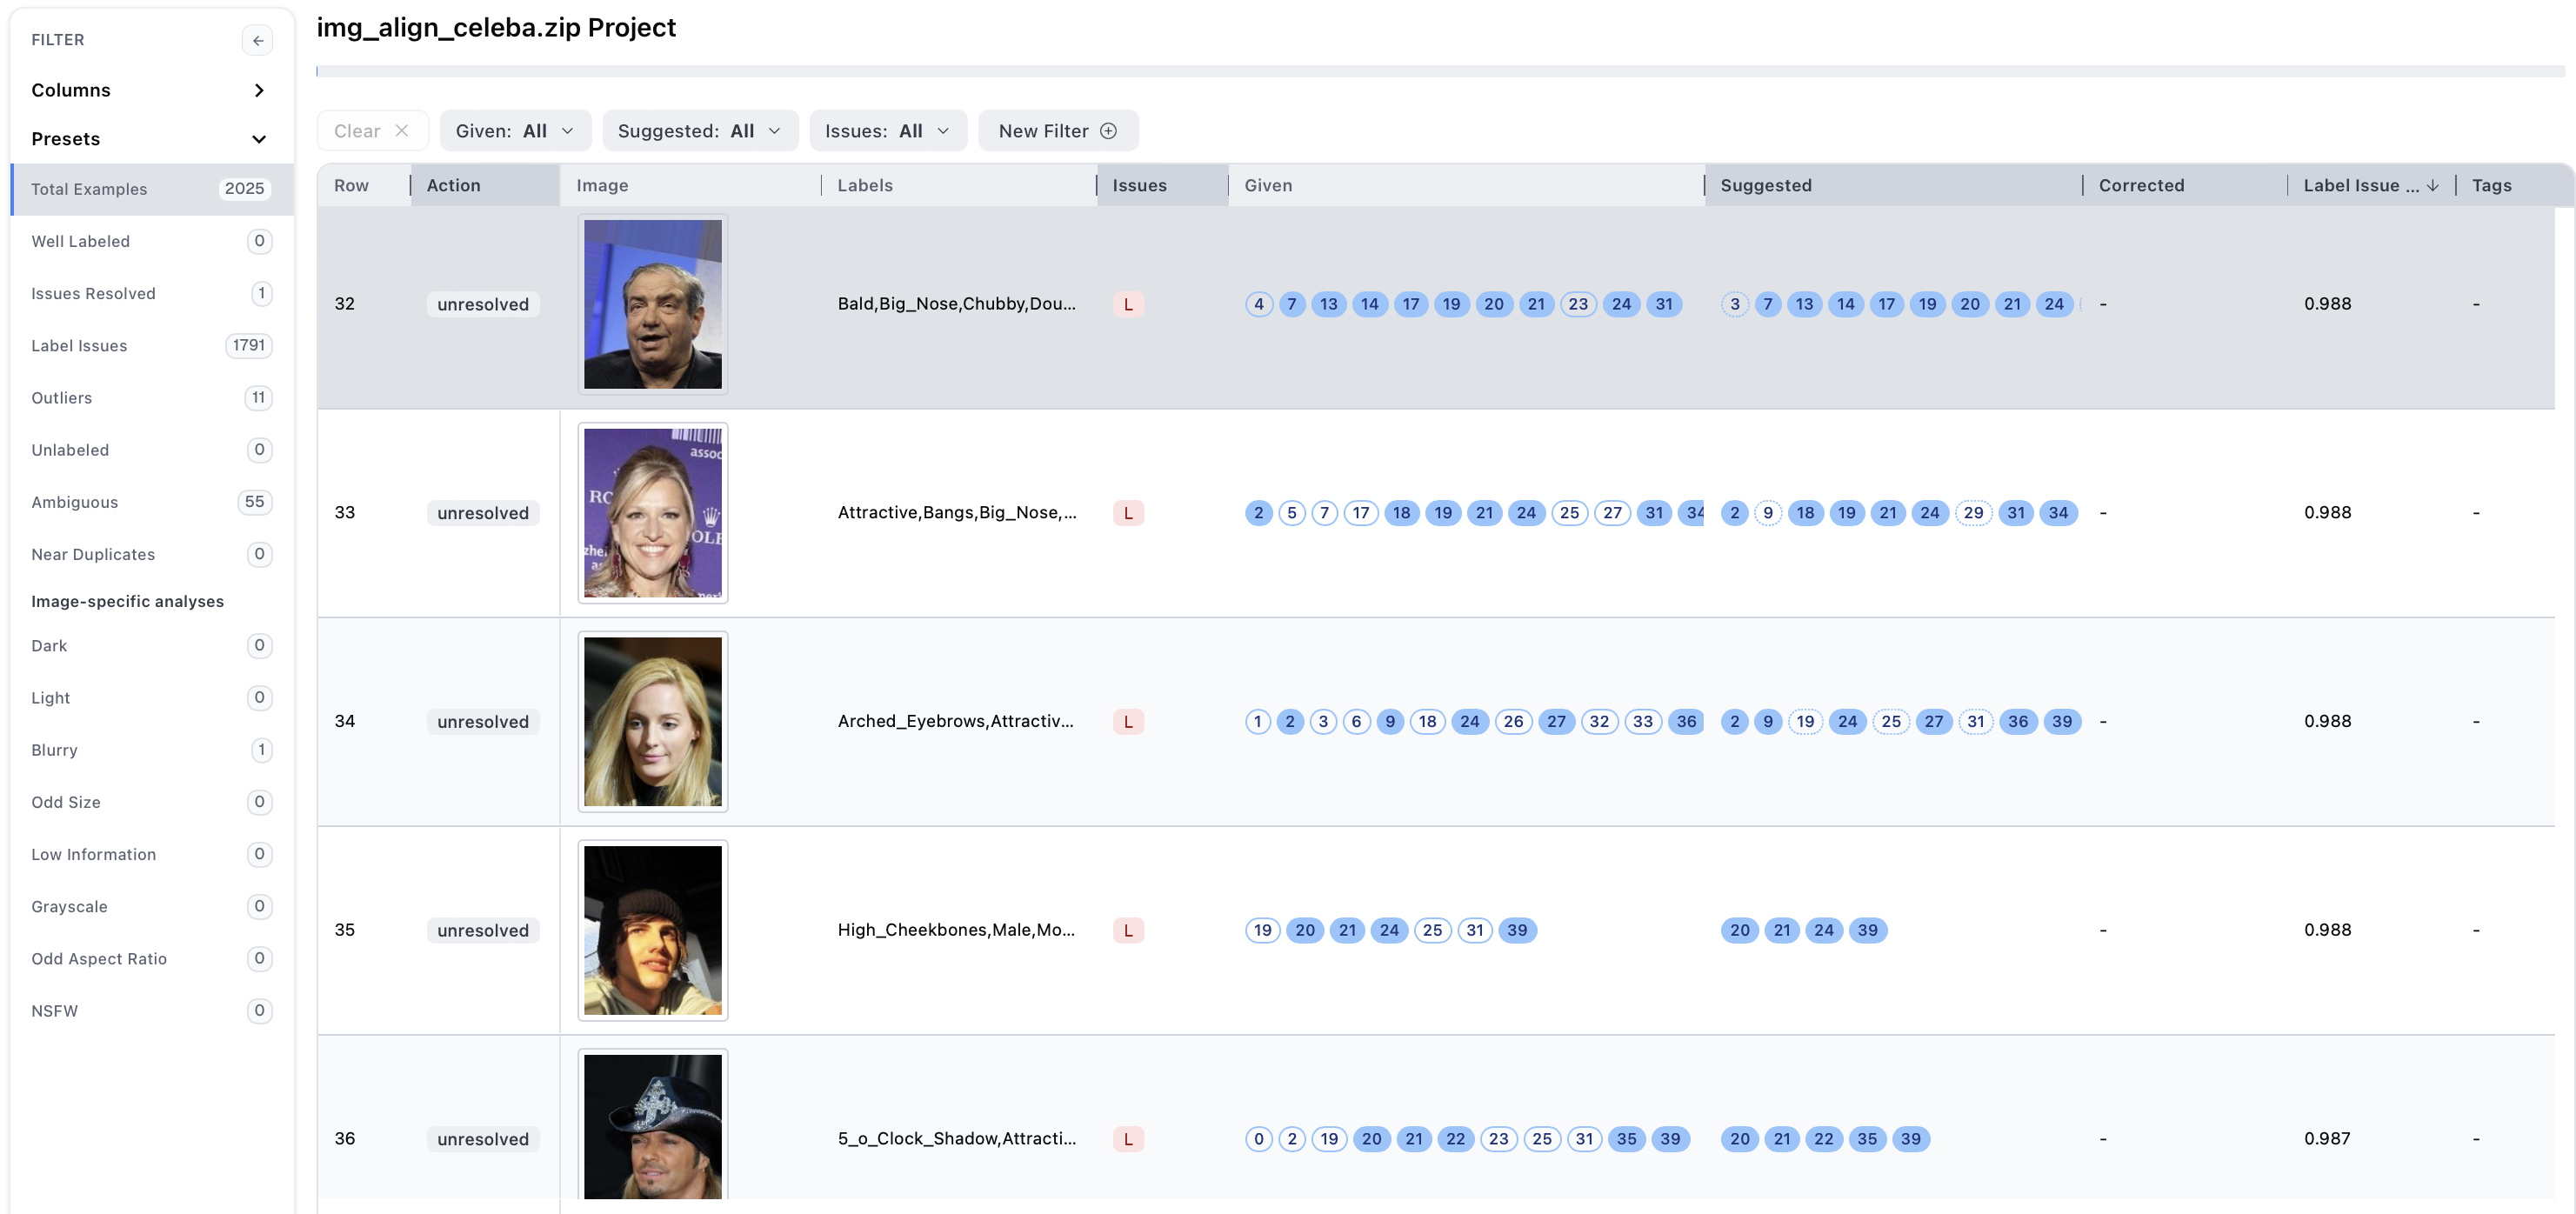 FILTER
Columns
Presets
Total Examples 2025
Well Labeled 0
Issues Resolved 1
Label Issues 1791
Outliers 11
Unlabeled 0
Ambiguous 55
Near Duplicates 0
Image-specific analyses
Dark 0
Light 0
Blurry 1
Odd Size 0
Low Information 0
Grayscale 0
Odd Aspect Ratio 0
NSFW 0
img_align_celeba.zip Project
Clear Given: All Suggested: All Issues: All New Filter
Row Action Image Labels Issues Given Suggested Corrected Label Issue ... Tags
32 unresolved Bald,Big_Nose,Chubby,Dou... L 4 7 13 14 17 19 20 21 23 24 31 3 7 13 14 17 19 20 21 24 - 0.988 -
assoc
33 unresolved Attractive,Bangs,Big_Nose,... L 2 5 7 17 18 19 21 24 25 27 31 34 2 9 18 19 21 24 29 31 34 - 0.988 -
34 unresolved Arched_Eyebrows,Attractiv... L 1 2 3 6 9 18 24 26 27 32 33 36 2 9 19 24 25 27 31 36 39 - 0.988 -
35 unresolved High_Cheekbones,Male,Mo... L 19 20 21 24 25 31 39 20 21 24 39 - 0.988 -
36 unresolved 5_o_Clock_Shadow,Attracti... L 0 2 19 20 21 22 23 25 31 35 39 20 21 22 35 39 - 0.987 -